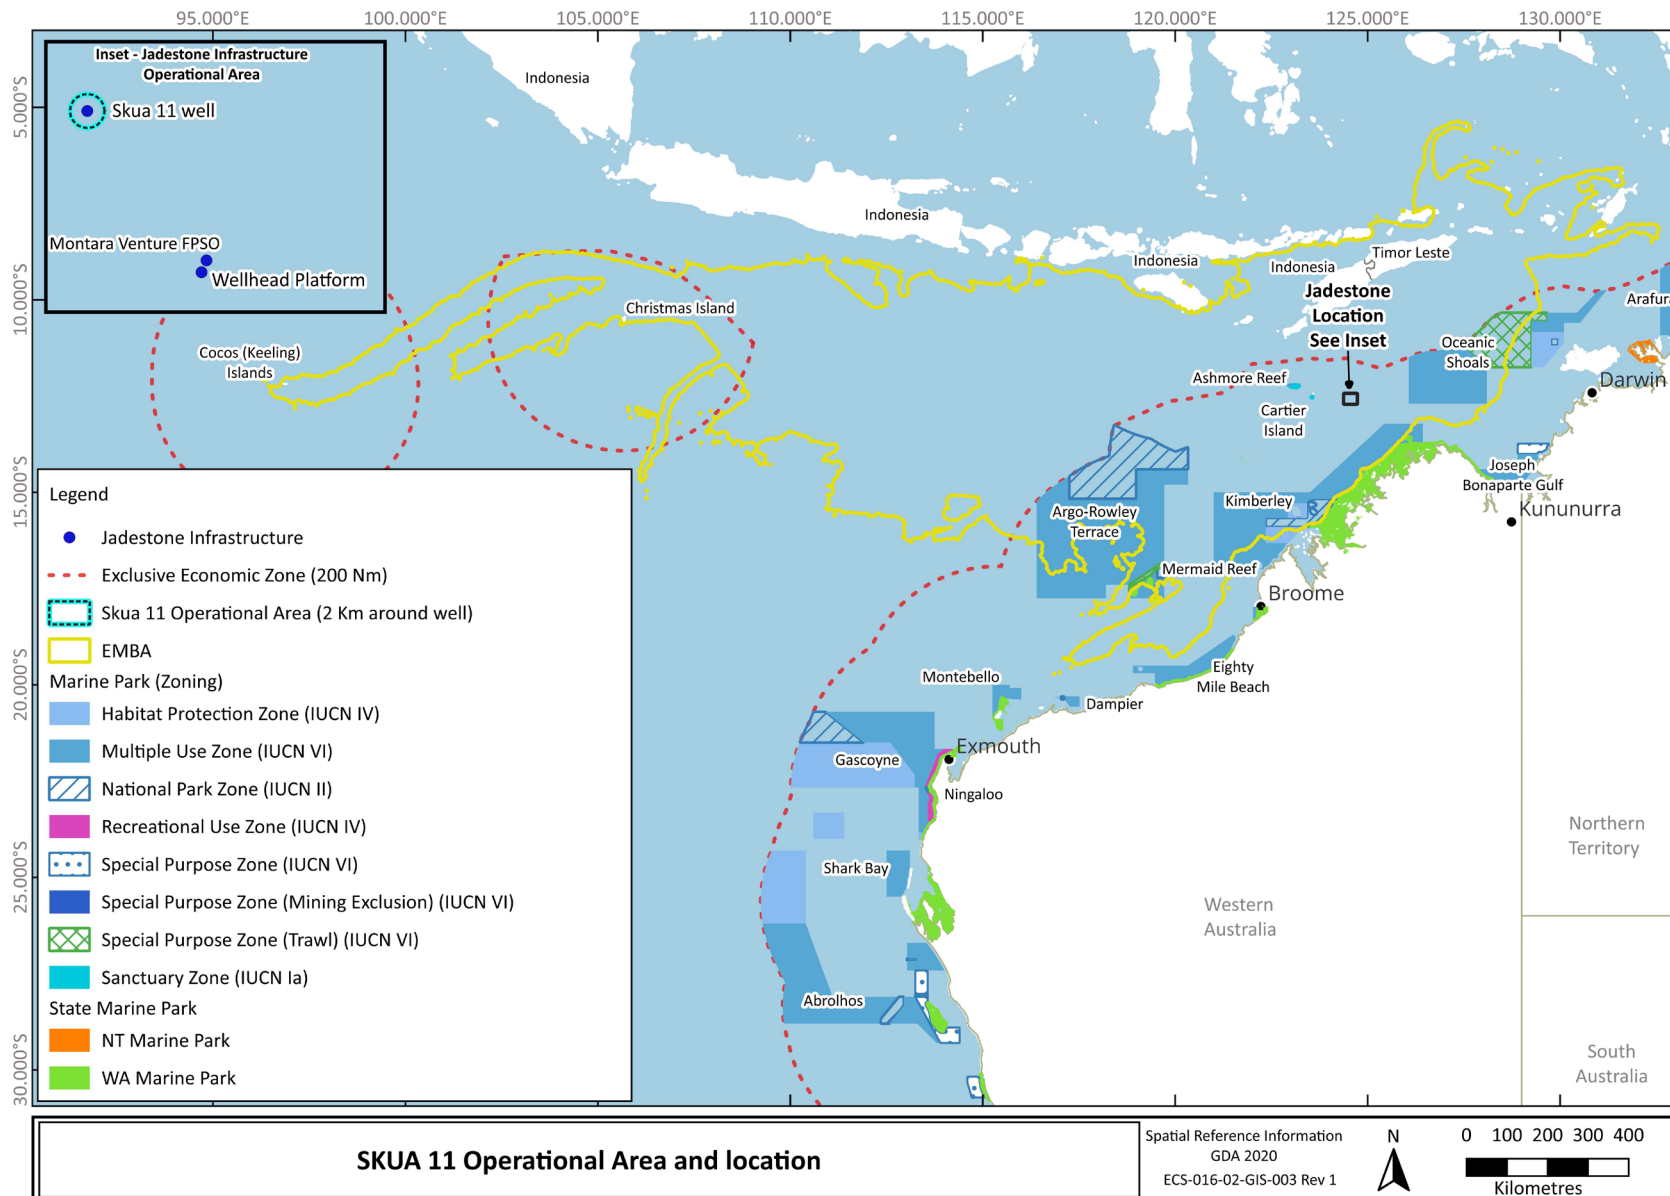 95.000°E
100.000°E
105.000°E
110.000°E
115.000°E
120.000°E
125.000°E
130.000°E
5.000°S
10.000°S
15.000°S
20.000°S
25.000°S
30.000°S
Inset - Jadestone Infrastructure
Operational Area
Skua 11 well
Montara Venture FPSO
Wellhead Platform
Indonesia
Indonesia
Indonesia
Indonesia
Timor Leste
Jadestone
Location
See Inset
Christmas Island
Cocos (Keeling)
Islands
Arafura
Oceanic
Shoals
Ashmore Reef
Cartier
Island
Darwin
Joseph
Bonaparte Gulf
Kununurra
Kimberley
Argo-Rowley
Terrace
Mermaid Reef
Broome
Eighty
Mile Beach
Montebello
Dampier
Exmouth
Gascoyne
Ningaloo
Shark Bay
Abrolhos
Northern
Territory
Western
Australia
South
Australia
Legend
Jadestone Infrastructure
Exclusive Economic Zone (200 Nm)
Skua 11 Operational Area (2 Km around well)
EMBA
Marine Park (Zoning)
Habitat Protection Zone (IUCN IV)
Multiple Use Zone (IUCN VI)
National Park Zone (IUCN II)
Recreational Use Zone (IUCN IV)
Special Purpose Zone (IUCN VI)
Special Purpose Zone (Mining Exclusion) (IUCN VI)
Special Purpose Zone (Trawl) (IUCN VI)
Sanctuary Zone (IUCN Ia)
State Marine Park
NT Marine Park
WA Marine Park
SKUA 11 Operational Area and location
Spatial Reference Information
GDA 2020
ECS-016-02-GIS-003 Rev 1
N
0 100 200 300 400
Kilometres